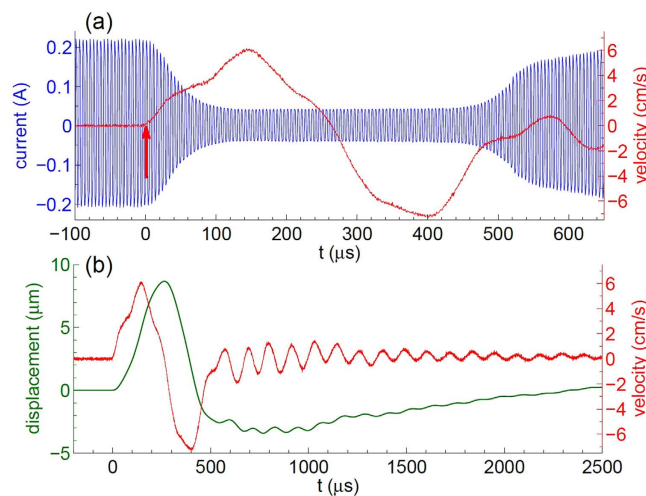 (a)
0.2
0.1
0
−0.1
−0.2
current (A)
6
4
2
0
−2
−4
−6
velocity (cm/s)
−100 0 100 200 300 400 500 600
t (μs)
(b)
10
5
0
−5
displacement (μm)
6
4
2
0
−2
−4
−6
velocity (cm/s)
0 500 1000 1500 2000 2500
t (μs)